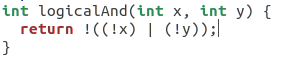 int logicalAnd(int x, int y) {
  return !((!x) | (!y));
}